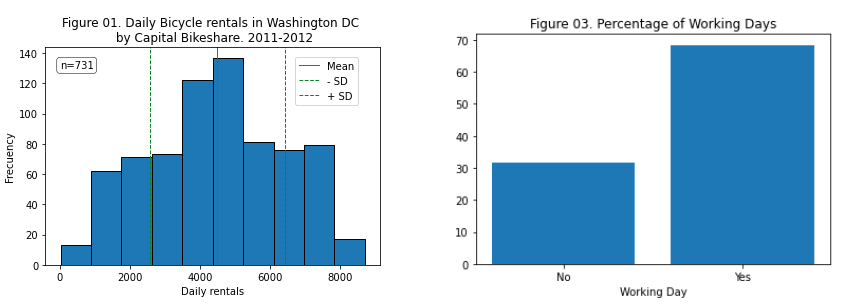 Figure 01. Daily Bicycle rentals in Washington DC
by Capital Bikeshare. 2011-2012
n=731
Mean
- SD
+ SD
140
120
100
80
60
40
20
0
Frecuency
0 2000 4000 6000 8000
Daily rentals
Figure 03. Percentage of Working Days
70
60
50
40
30
20
10
0
No Yes
Working Day